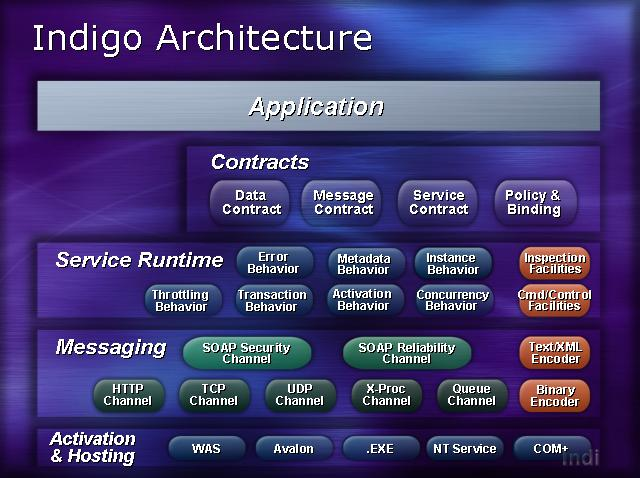 Indigo Architecture
Application
Contracts
Data
Contract
Message
Contract
Service
Contract
Policy &
Binding
Service Runtime
Error
Behavior
Metadata
Behavior
Instance
Behavior
Inspection
Facilities
Throttling
Behavior
Transaction
Behavior
Activation
Behavior
Concurrency
Behavior
Cmd/Control
Facilities
Messaging
SOAP Security
Channel
SOAP Reliability
Channel
Text/XML
Encoder
HTTP
Channel
TCP
Channel
UDP
Channel
X-Proc
Channel
Queue
Channel
Binary
Encoder
Activation
& Hosting
WAS
Avalon
.EXE
NT Service
COM+
indi